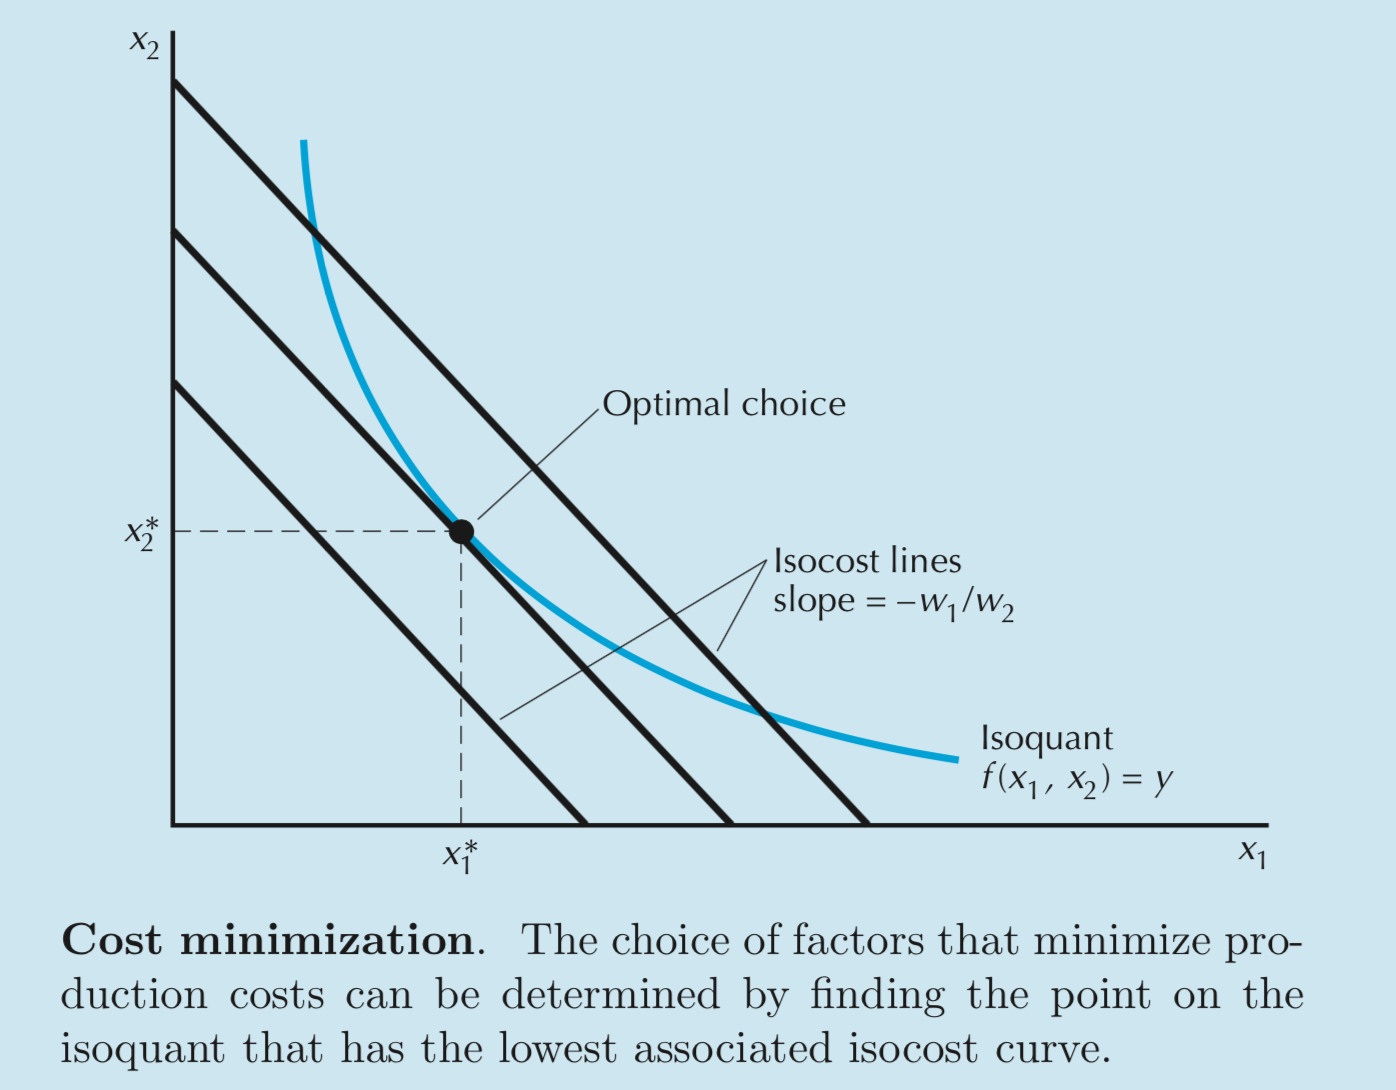 x₂
Optimal choice
x₂*
Isocost lines
slope = –w₁/w₂
Isoquant
f(x₁, x₂) = y
x₁*
x₁
Cost minimization. The choice of factors that minimize pro-
duction costs can be determined by finding the point on the
isoquant that has the lowest associated isocost curve.